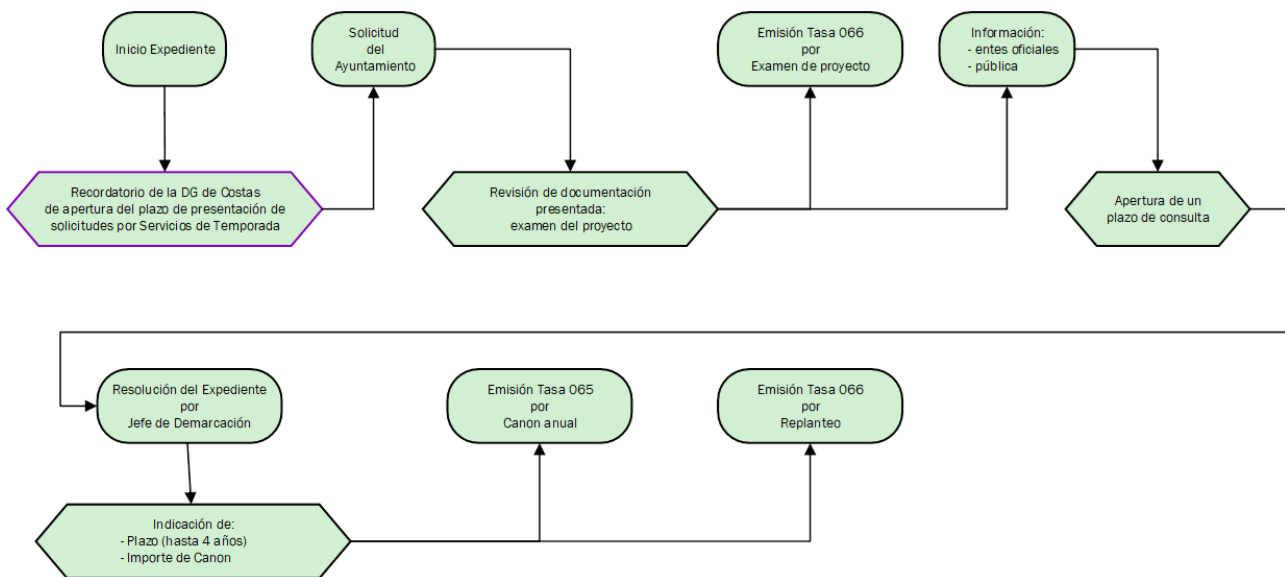 Inicio Expediente
Solicitud
del
Ayuntamiento
Emisión Tasa 066
por
Examen de proyecto
Información:
- entes oficiales
- pública
Recordatorio de la DG de Costas
de apertura del plazo de presentación de
solicitudes por Servicios de Temporada
Revisión de documentación
presentada:
examen del proyecto
Apertura de un
plazo de consulta
Resolución del Expediente
por
Jefe de Demarcación
Emisión Tasa 065
por
Canon anual
Emisión Tasa 066
por
Replanteo
Indicación de:
- Plazo (hasta 4 años)
- Importe de Canon